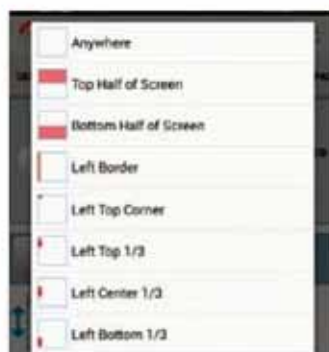 Anywhere
Top Half of Screen
Bottom Half of Screen
Left Border
Left Top Corner
Left Top 1/3
Left Center 1/3
Left Bottom 1/3